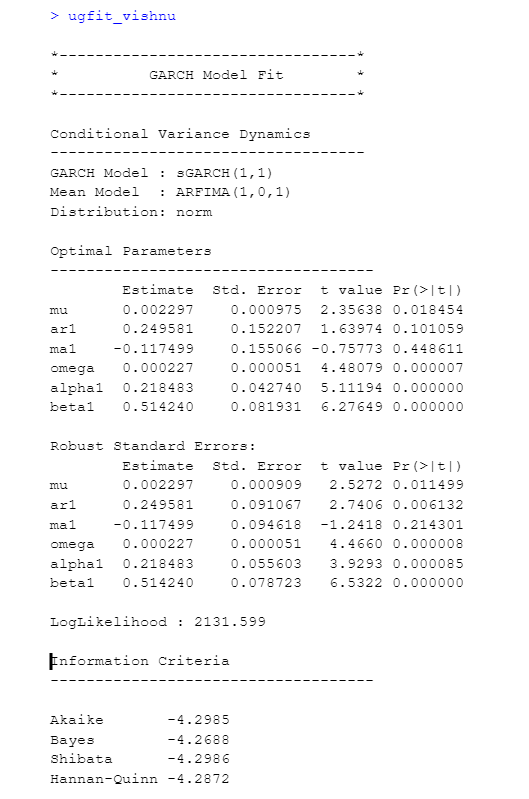 > ugfit_vishnu
*---------------------------------*
*          GARCH Model Fit        *
*---------------------------------*
Conditional Variance Dynamics
-----------------------------------
GARCH Model : sGARCH(1,1)
Mean Model  : ARFIMA(1,0,1)
Distribution: norm
Optimal Parameters
------------------------------------
        Estimate  Std. Error  t value Pr(>|t|)
mu      0.002297    0.000975  2.35638 0.018454
ar1     0.249581    0.152207  1.63974 0.101059
ma1    -0.117499    0.155066 -0.75773 0.448611
omega   0.000227    0.000051  4.48079 0.000007
alpha1  0.218483    0.042740  5.11194 0.000000
beta1   0.514240    0.081931  6.27649 0.000000
Robust Standard Errors:
        Estimate  Std. Error  t value Pr(>|t|)
mu      0.002297    0.000909   2.5272 0.011499
ar1     0.249581    0.091067   2.7406 0.006132
ma1    -0.117499    0.094618  -1.2418 0.214301
omega   0.000227    0.000051   4.4660 0.000008
alpha1  0.218483    0.055603   3.9293 0.000085
beta1   0.514240    0.078723   6.5322 0.000000
LogLikelihood : 2131.599
Information Criteria
------------------------------------
Akaike       -4.2985
Bayes        -4.2688
Shibata      -4.2986
Hannan-Quinn -4.2872